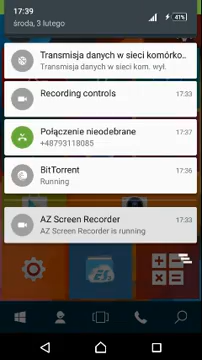 17:39
41%
środa, 3 lutego
Transmisja danych w sieci komórko...
Transmisja danych w sieci kom. wył.
Recording controls
17:33
Połączenie nieodebrane
17:37
+48793118085
BitTorrent
17:36
Running
AZ Screen Recorder
17:33
AZ Screen Recorder is running